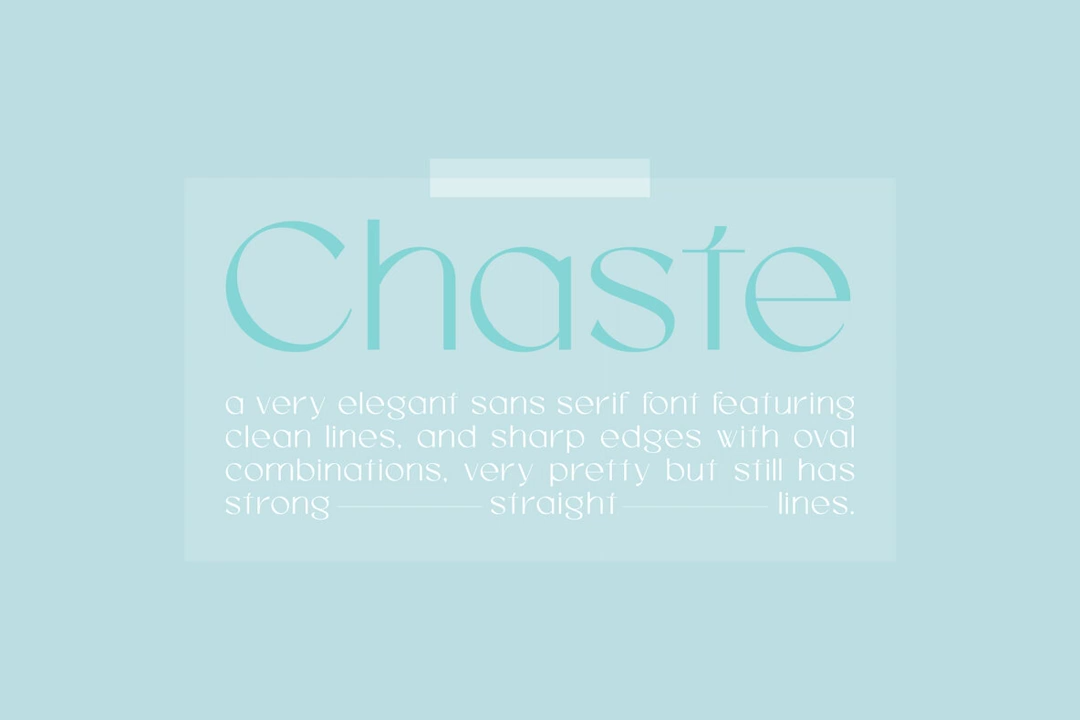 Chaste
a very elegant sans serif font featuring
clean lines, and sharp edges with oval
combinations, very pretty but still has
strong straight lines.